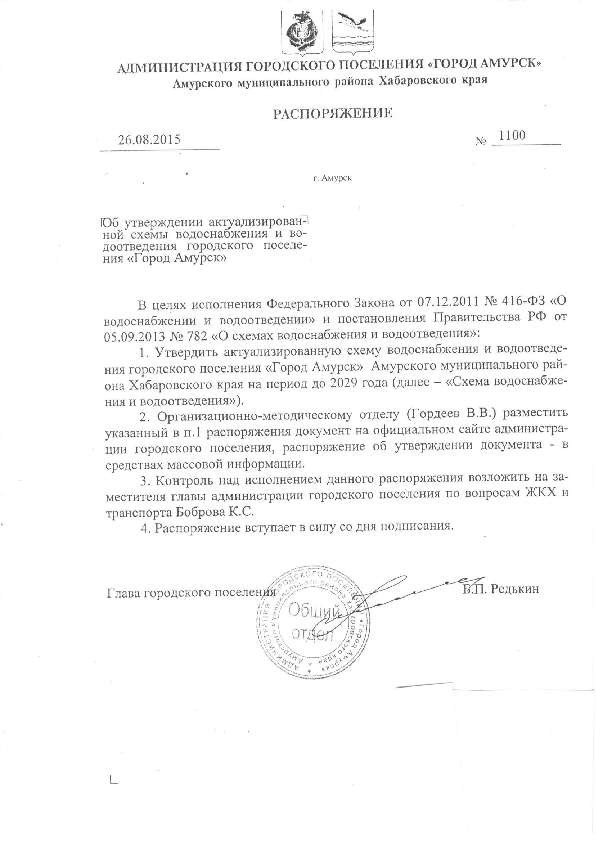 АДМИНИСТРАЦИЯ ГОРОДСКОГО ПОСЕЛЕНИЯ «ГОРОД АМУРСК»
Амурского муниципального района Хабаровского края
РАСПОРЯЖЕНИЕ
26.08.2015
№ 1100
г. Амурск
Об утверждении актуализирован-
ной схемы водоснабжения и во-
доотведения городского поселе-
ния «Город Амурск»
В целях исполнения Федерального Закона от 07.12.2011 № 416-ФЗ «О
водоснабжении и водоотведении» и постановления Правительства РФ от
05.09.2013 № 782 «О схемах водоснабжения и водоотведения»:
1. Утвердить актуализированную схему водоснабжения и водоотведе-
ния городского поселения «Город Амурск» Амурского муниципального рай-
она Хабаровского края на период до 2029 года (далее – «Схема водоснабже-
ния и водоотведения»).
2. Организационно-методическому отделу (Гордеев В.В.) разместить
указанный в п.1 распоряжения документ на официальном сайте администра-
ции городского поселения, распоряжение об утверждении документа - в
средствах массовой информации.
3. Контроль над исполнением данного распоряжения возложить на за-
местителя главы администрации городского поселения по вопросам ЖКХ и
транспорта Боброва К.С.
4. Распоряжение вступает в силу со дня подписания.
Глава городского поселения
В.П. Редькин
Общий
отдел